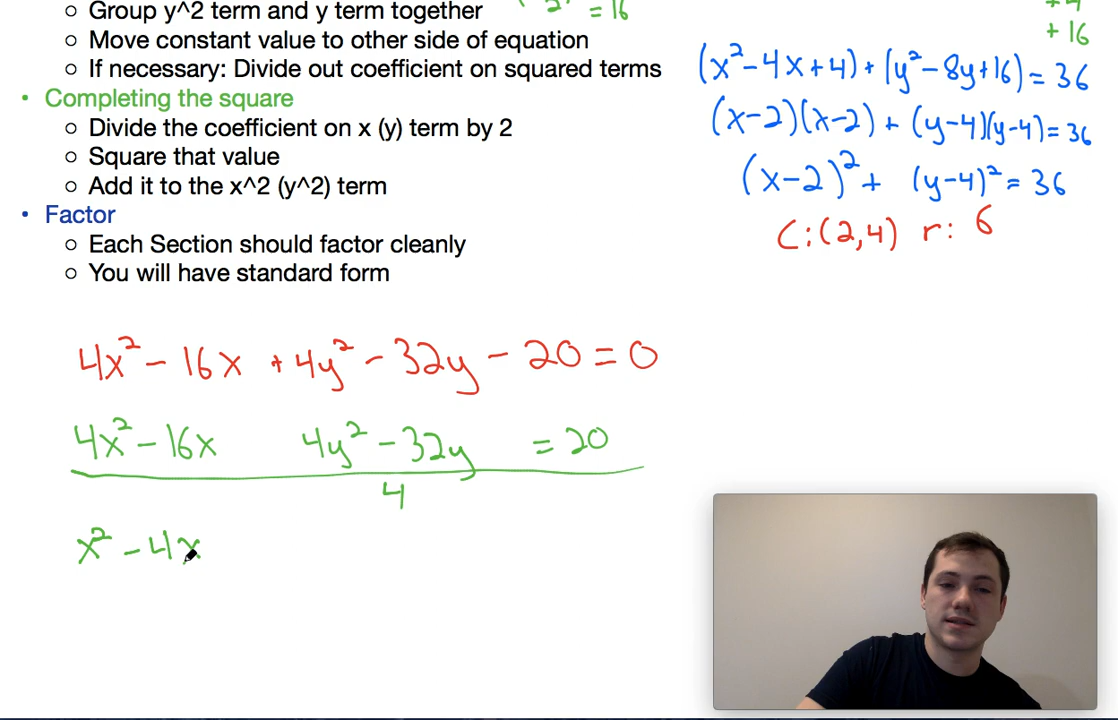 ○ Group y^2 term and y term together
○ Move constant value to other side of equation
○ If necessary: Divide out coefficient on squared terms
• Completing the square
○ Divide the coefficient on x (y) term by 2
○ Square that value
○ Add it to the x^2 (y^2) term
• Factor
○ Each Section should factor cleanly
○ You will have standard form
2 = 16
+4
+ 16
(x²-4x+4)+(y²-8y+16)=36
(x-2)(x-2)+(y-4)(y-4)=36
(x-2)²+ (y-4)²=36
C:(2,4) r: 6
4x²-16x +4y²-32y-20=0
4x²-16x 4y²-32y =20
4
x²-4x